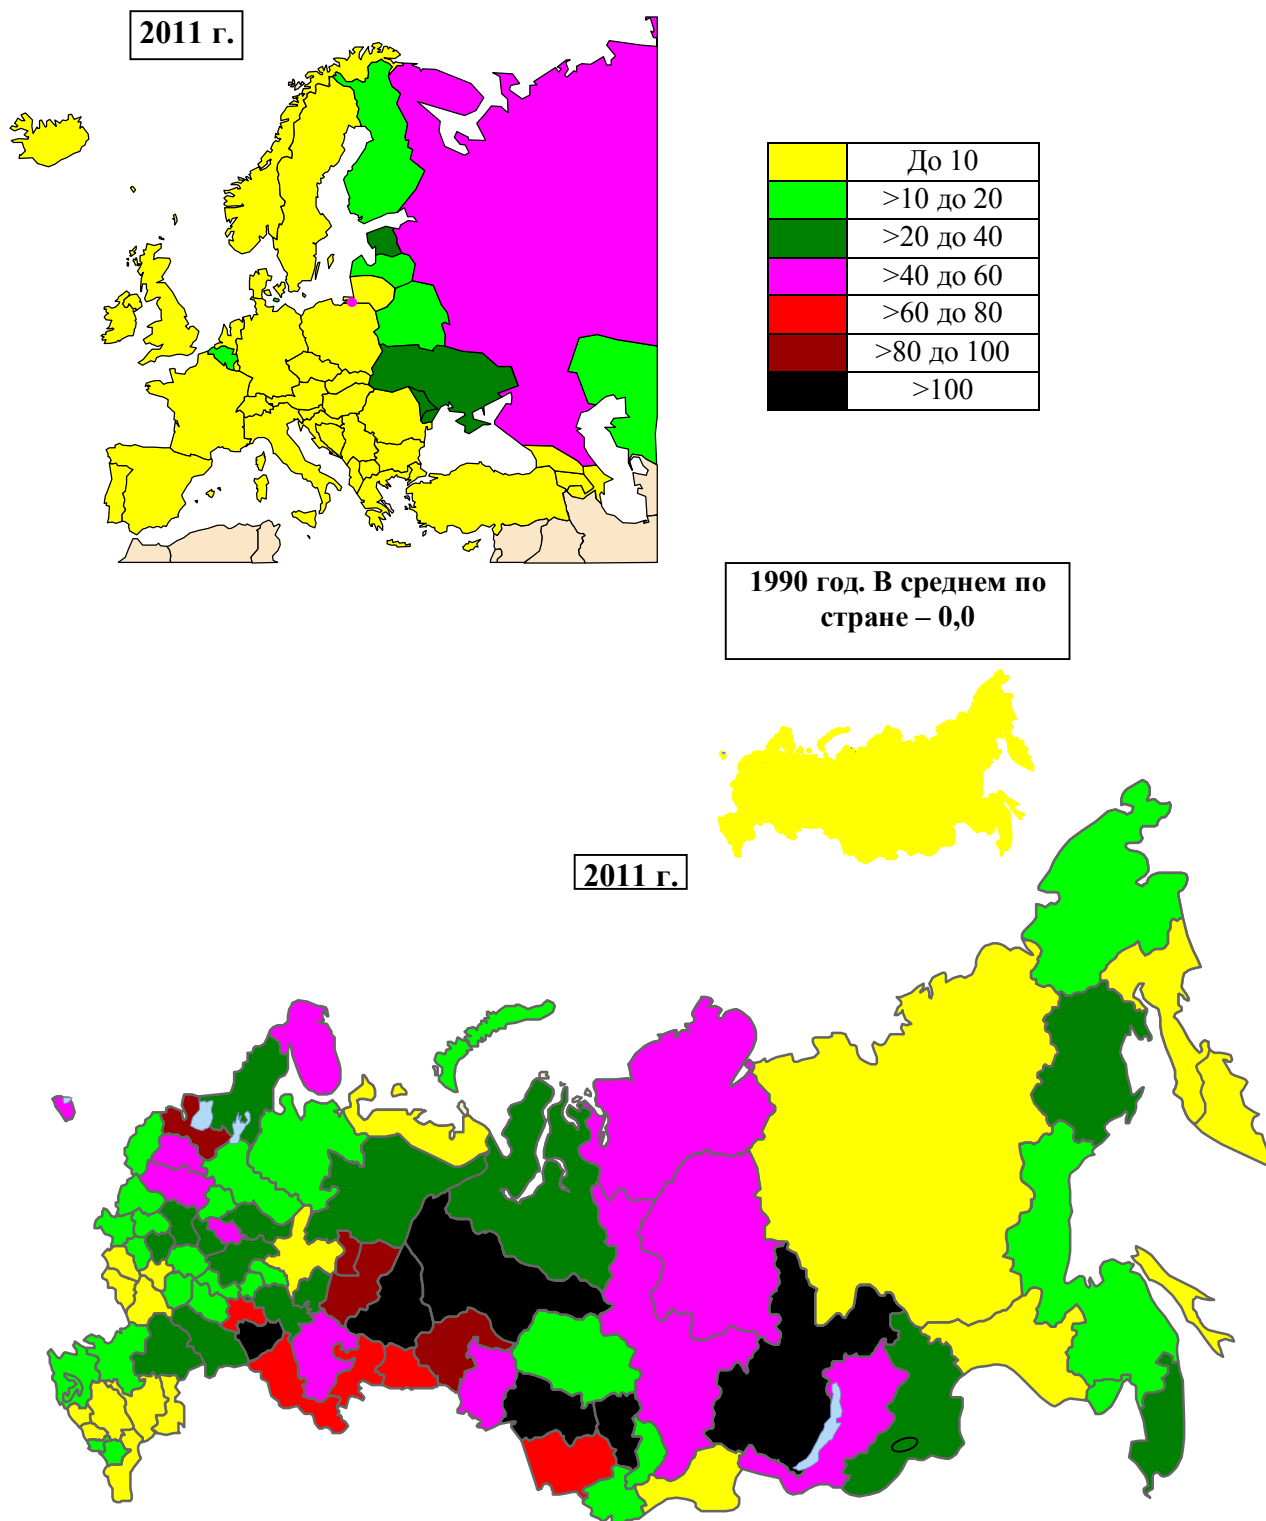 2011 г.
До 10
>10 до 20
>20 до 40
>40 до 60
>60 до 80
>80 до 100
>100
1990 год. В среднем по
стране – 0,0
2011 г.